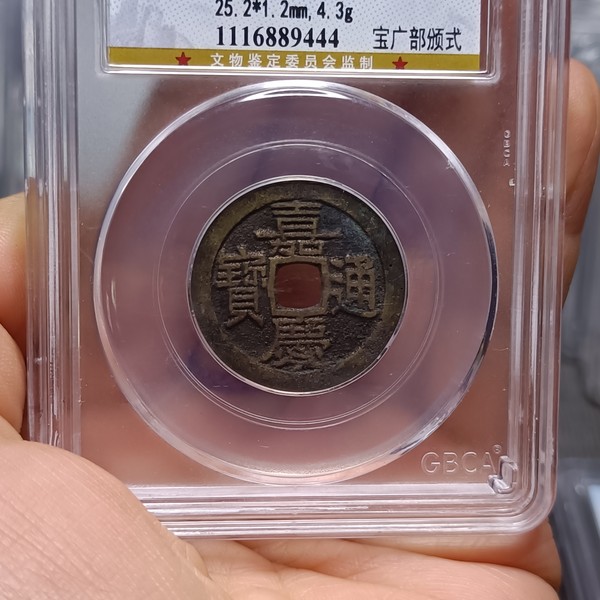 25.2*1.2mm,4.3g
1116889444 宝广部颁式
文物鉴定委员会监制
嘉慶通寶
GBCA